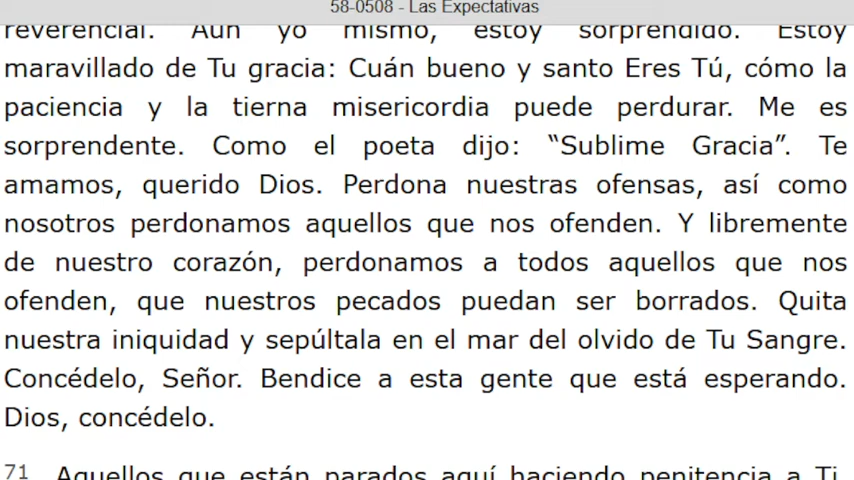 58-0508 - Las Expectativas
reverencial. Aún yo mismo, estoy sorprendido. Estoy
maravillado de Tu gracia: Cuán bueno y santo Eres Tú, cómo la
paciencia y la tierna misericordia puede perdurar. Me es
sorprendente. Como el poeta dijo: “Sublime Gracia”. Te
amamos, querido Dios. Perdona nuestras ofensas, así como
nosotros perdonamos aquellos que nos ofenden. Y libremente
de nuestro corazón, perdonamos a todos aquellos que nos
ofenden, que nuestros pecados puedan ser borrados. Quita
nuestra iniquidad y sepúltala en el mar del olvido de Tu Sangre.
Concédelo, Señor. Bendice a esta gente que está esperando.
Dios, concédelo.
71 Aquellos que están parados aquí haciendo penitencia a Ti,